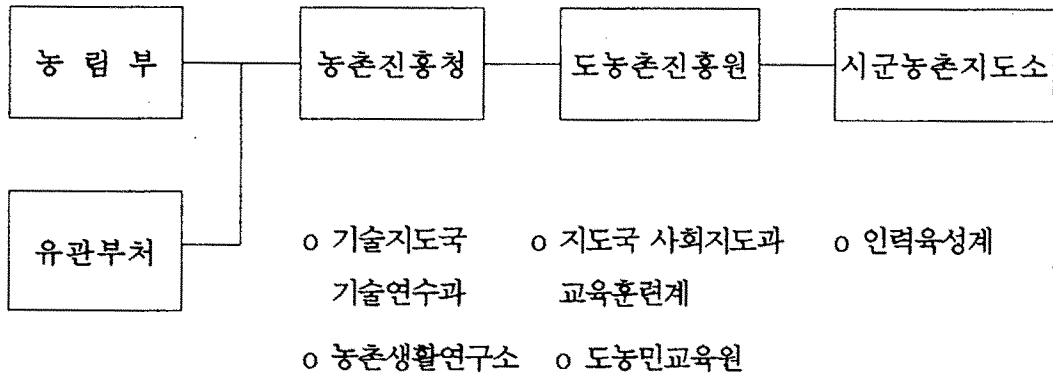 농 림 부
농촌진흥청
도농촌진흥원
시군농촌지도소
유관부처
o 기술지도국
기술연수과
o 농촌생활연구소
o 지도국 사회지도과
교육훈련계
o 도농민교육원
o 인력육성계